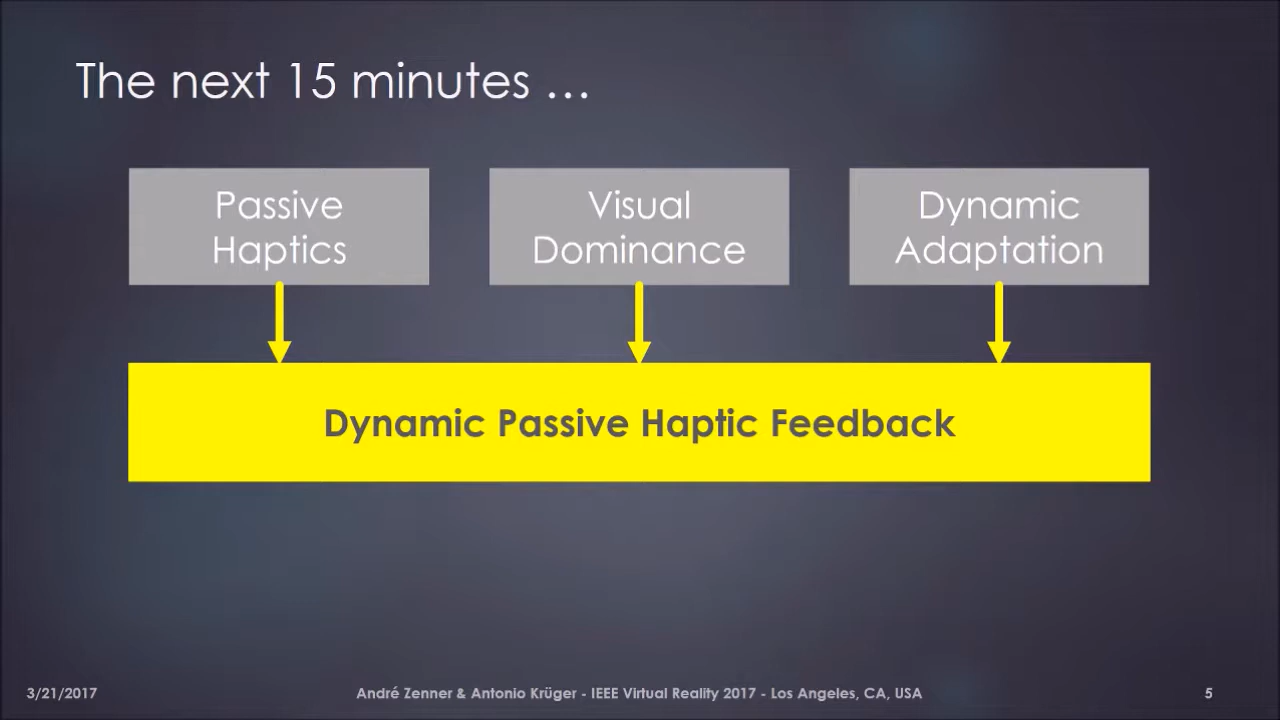 The next 15 minutes ...
Passive
Haptics
Visual
Dominance
Dynamic
Adaptation
Dynamic Passive Haptic Feedback
3/21/2017
André Zenner & Antonio Krüger - IEEE Virtual Reality 2017 - Los Angeles, CA, USA
5